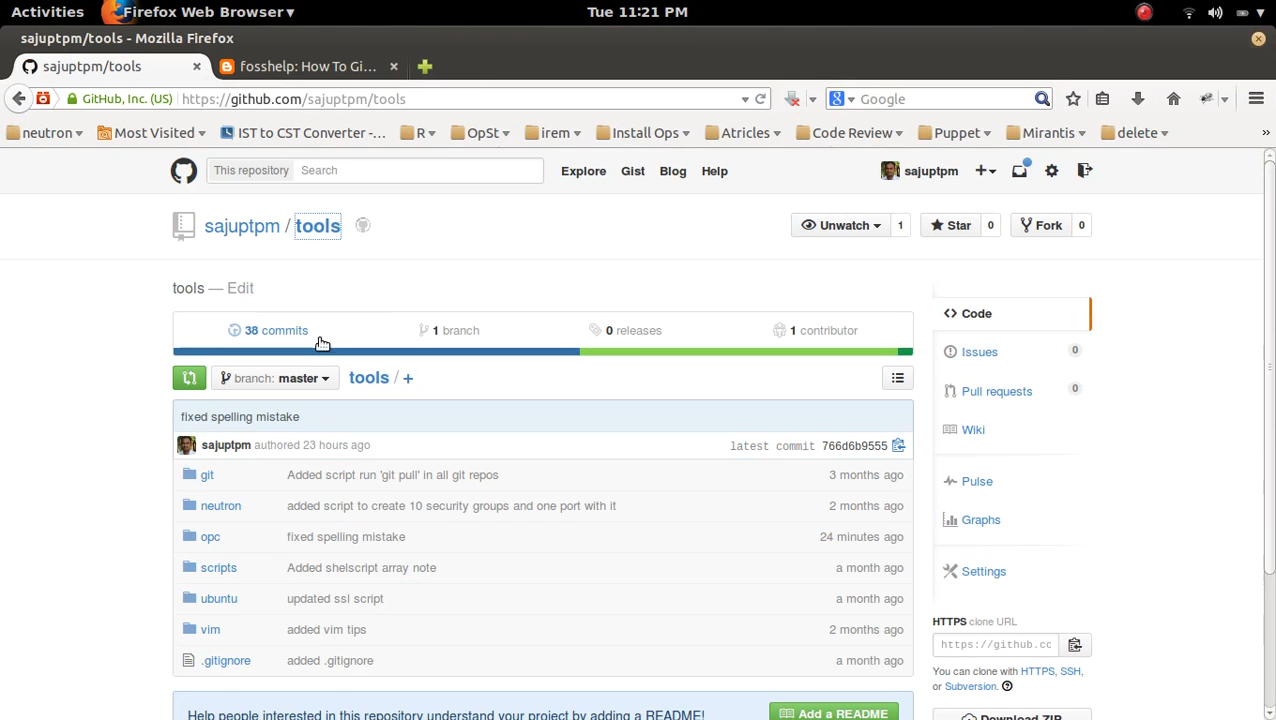 Activities Firefox Web Browser ▾ Tue 11:21 PM
sajuptpm/tools - Mozilla Firefox
sajuptpm/tools × fosshelp: How To Gi... ×
GitHub, Inc. (US) https://github.com/sajuptpm/tools Google
neutron Most Visited IST to CST Converter -... R OpSt irem Install Ops Atricles Code Review Puppet Mirantis delete »
This repository Search Explore Gist Blog Help sajuptpm
sajuptpm / tools Unwatch 1 Star 0 Fork 0
tools — Edit
38 commits 1 branch 0 releases 1 contributor
branch: master tools / +
fixed spelling mistake
sajuptpm authored 23 hours ago latest commit 766d6b9555
git Added script run 'git pull' in all git repos 3 months ago
neutron added script to create 10 security groups and one port with it 2 months ago
opc fixed spelling mistake 24 minutes ago
scripts Added shelscript array note a month ago
ubuntu updated ssl script a month ago
vim added vim tips 2 months ago
.gitignore added .gitignore a month ago
Help people interested in this repository understand your project by adding a README! Add a README
Code
Issues 0
Pull requests 0
Wiki
Pulse
Graphs
Settings
HTTPS clone URL
https://github.cc
You can clone with HTTPS, SSH,
or Subversion.
Download ZIP